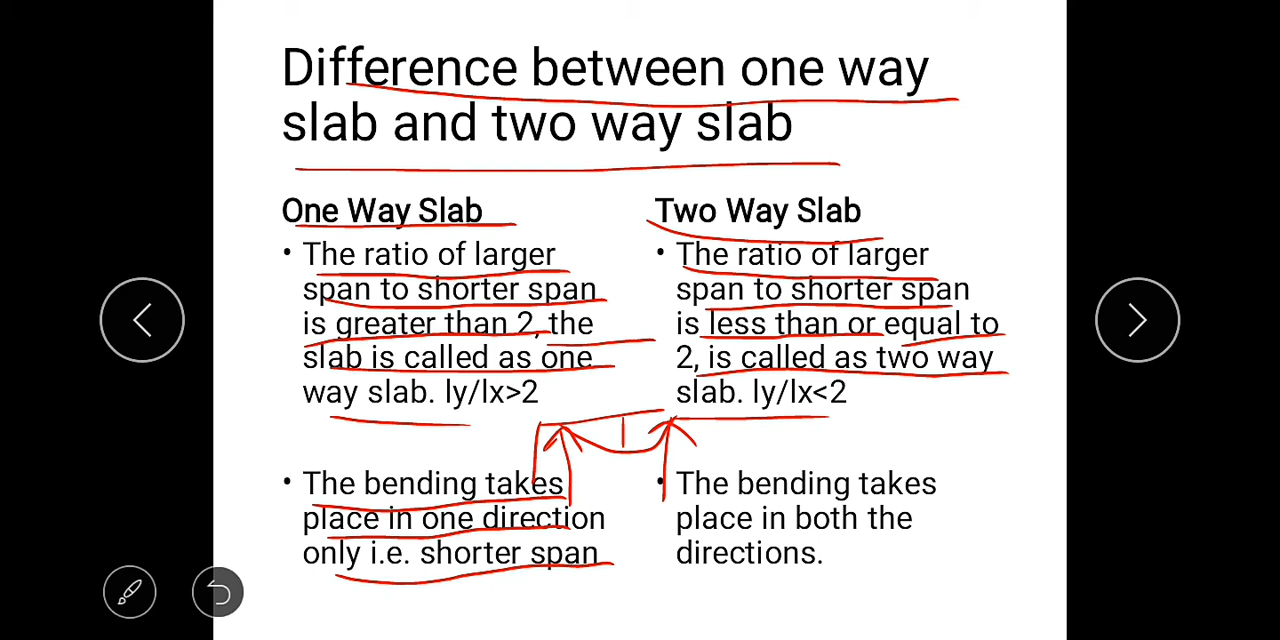 Difference between one way
slab and two way slab
One Way Slab
• The ratio of larger
span to shorter span
is greater than 2, the
slab is called as one
way slab. ly/lx>2
• The bending takes
place in one direction
only i.e. shorter span
Two Way Slab
• The ratio of larger
span to shorter span
is less than or equal to
2, is called as two way
slab. ly/lx<2
• The bending takes
place in both the
directions.